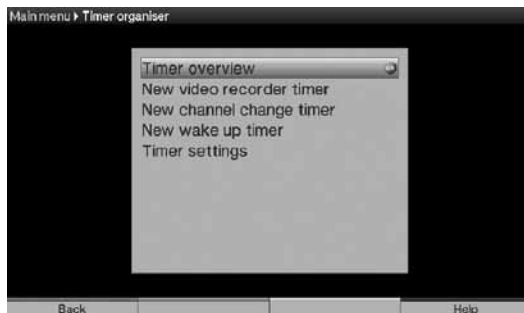 Main menu ▸ Timer organiser
Timer overview
New video recorder timer
New channel change timer
New wake up timer
Timer settings
Back Help